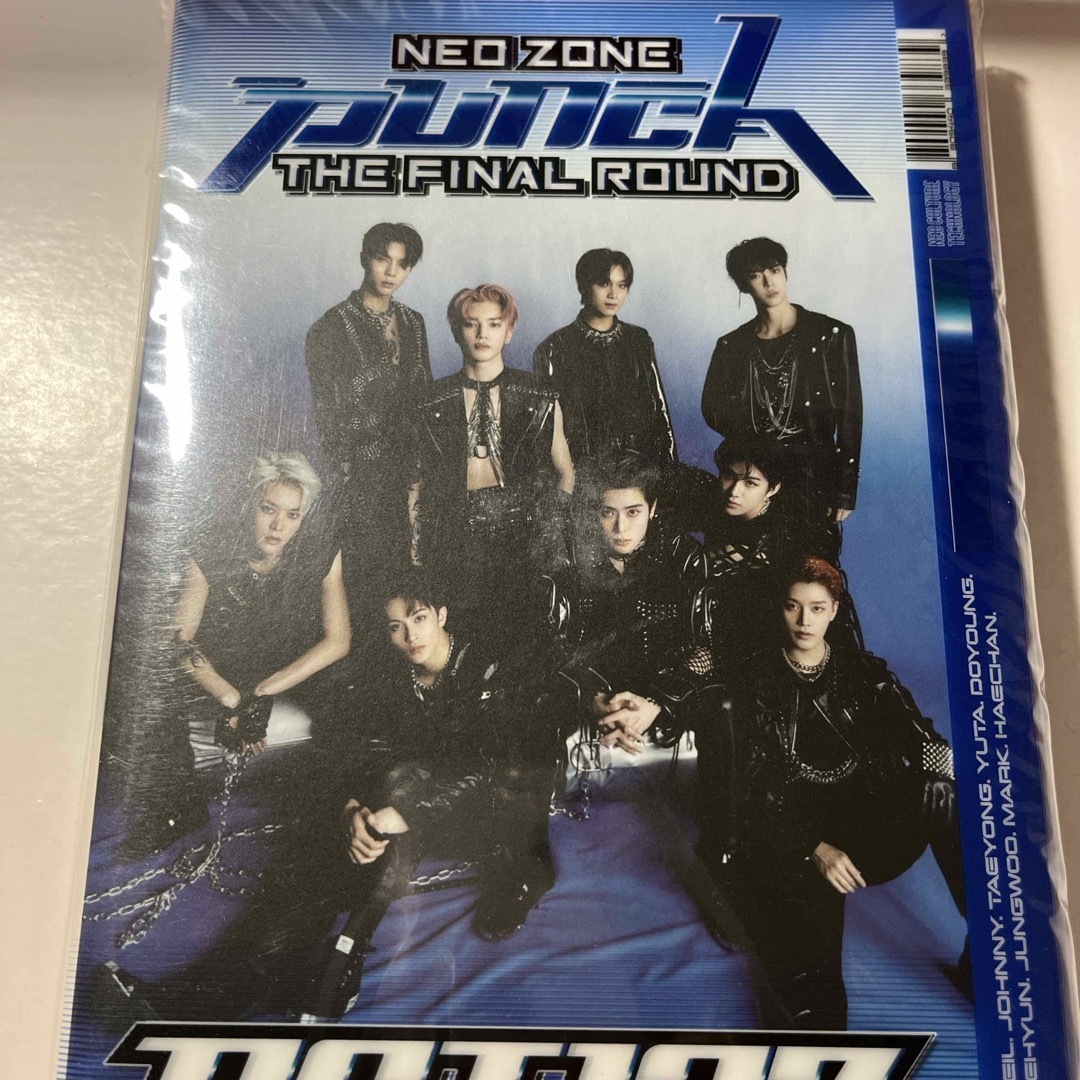 NEO ZONE
PUNCH
THE FINAL ROUND
NEO CULTURE
TECHNOLOGY
EIL. JOHNNY. TAEYONG. YUTA. DOYOUNG.
EHYUN. JUNGWOO. MARK. HAECHAN.